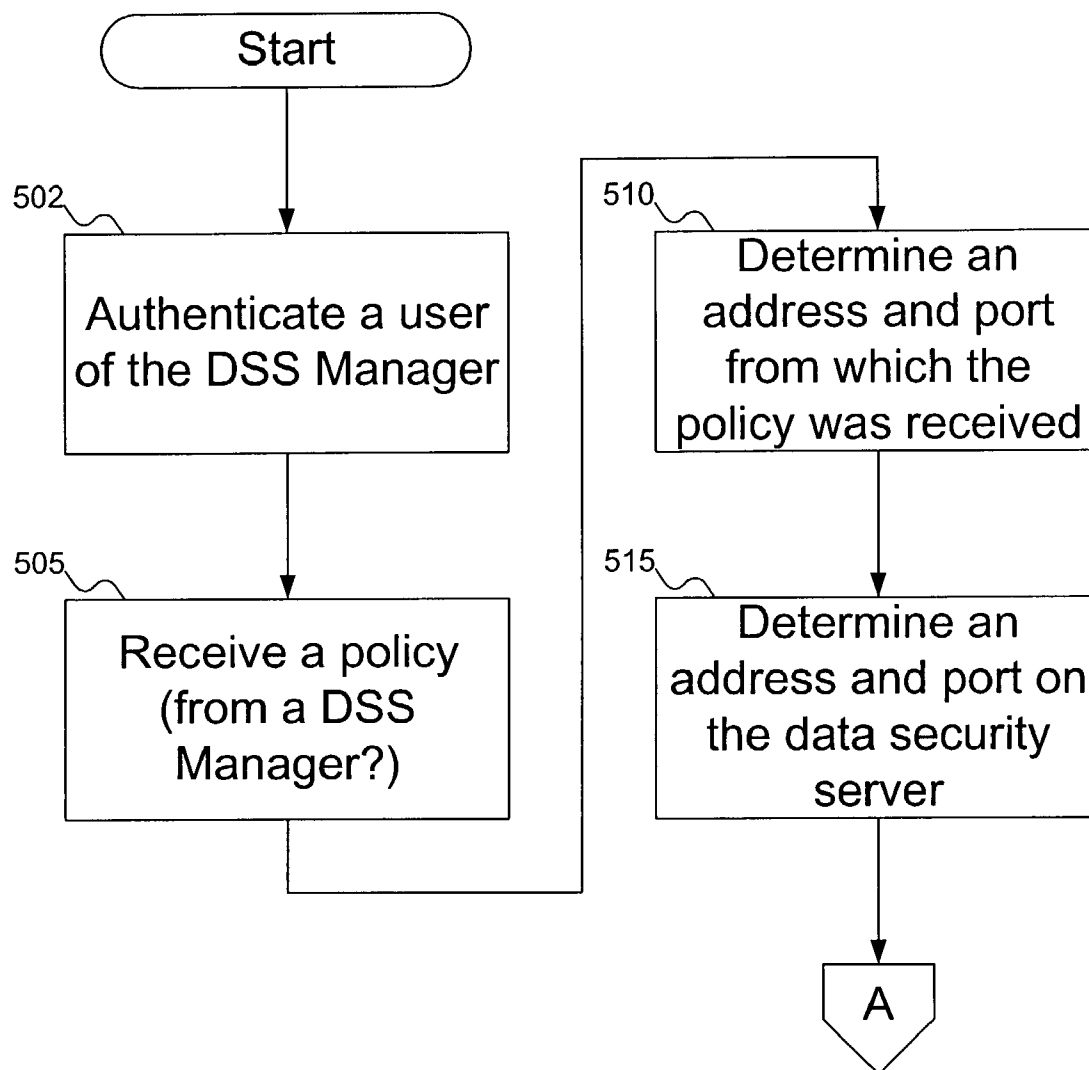 Start
502
Authenticate a user
of the DSS Manager
505
Receive a policy
(from a DSS
Manager?)
510
Determine an
address and port
from which the
policy was received
515
Determine an
address and port on
the data security
server
A